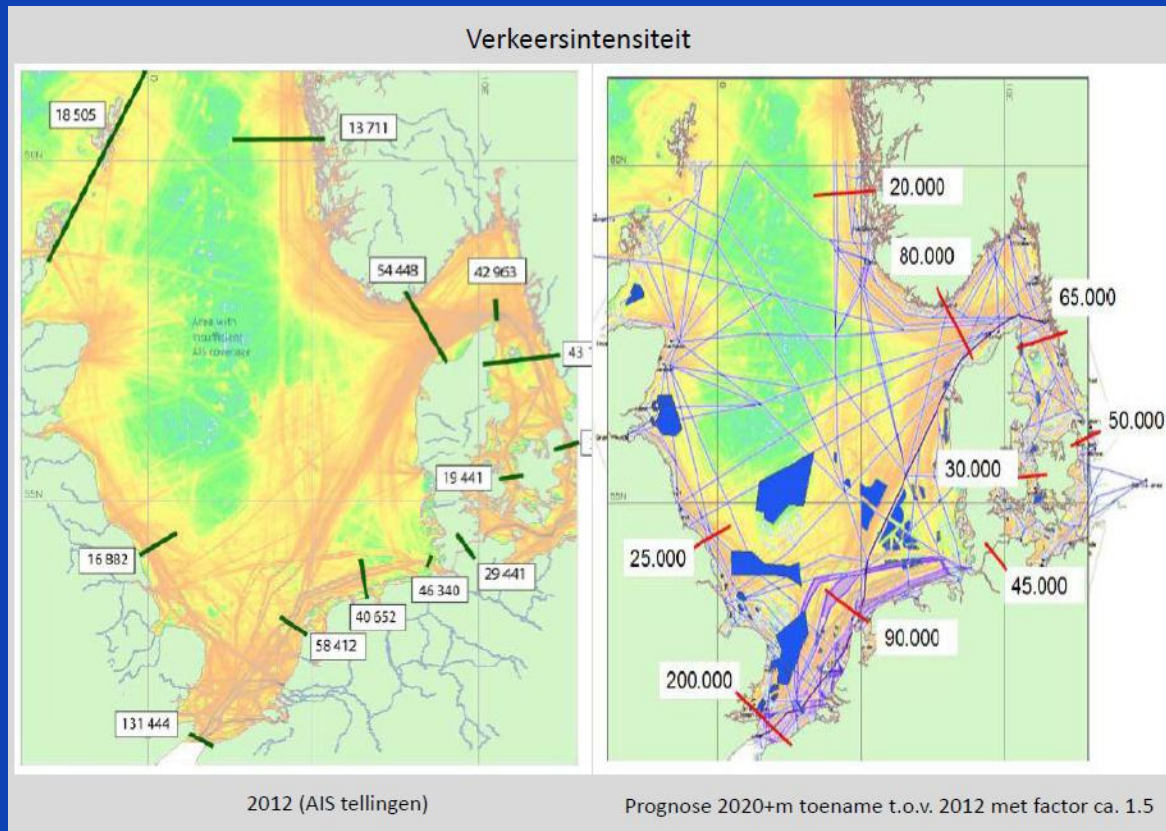 Verkeersintensiteit
18 505
13 711
60N
54 448
42 963
Area with
insufficient
AIS coverage
19 441
55N
16 882
29 441
46 340
40 652
58 412
131 444
20.000
80.000
65.000
50.000
30.000
25.000
45.000
90.000
200.000
2012 (AIS tellingen)
Prognose 2020+m toename t.o.v. 2012 met factor ca. 1.5